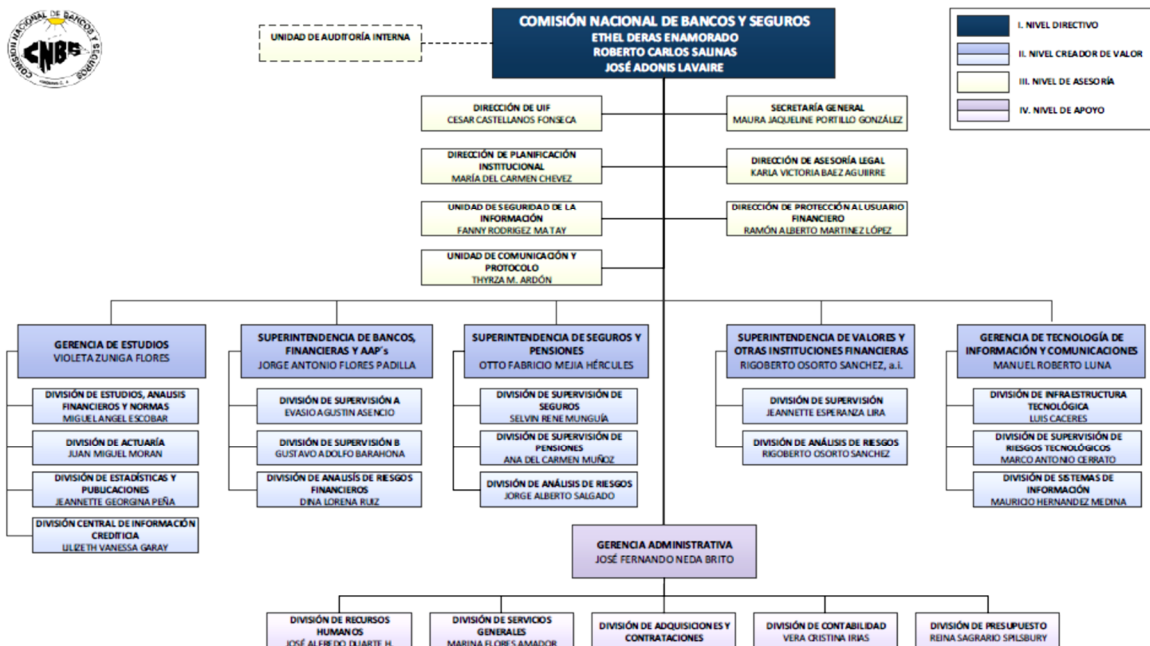 COMISIÓN NACIONAL DE BANCOS Y SEGUROS
CNBS
COMISIÓN NACIONAL DE BANCOS Y SEGUROS
ETHEL DERAS ENAMORADO
ROBERTO CARLOS SALINAS
JOSÉ ADONIS LAVAIRE
UNIDAD DE AUDITORÍA INTERNA
I. NIVEL DIRECTIVO
II. NIVEL CREADOR DE VALOR
III. NIVEL DE ASESORÍA
IV. NIVEL DE APOYO
DIRECCIÓN DE UIF
CESAR CASTELLANOS FONSECA
SECRETARÍA GENERAL
MAURA JAQUELINE PORTILLO GONZÁLEZ
DIRECCIÓN DE PLANIFICACIÓN
INSTITUCIONAL
MARÍA DEL CARMEN CHEVEZ
DIRECCIÓN DE ASESORÍA LEGAL
KARLA VICTORIA BAEZ AGUIRRE
UNIDAD DE SEGURIDAD DE LA
INFORMACIÓN
FANNY RODRIGEZ MATAY
DIRECCIÓN DE PROTECCIÓN AL USUARIO
FINANCIERO
RAMÓN ALBERTO MARTINEZ LÓPEZ
UNIDAD DE COMUNICACIÓN Y
PROTOCOLO
THYRZA M. ARDÓN
GERENCIA DE ESTUDIOS
VIOLETA ZUNIGA FLORES
DIVISIÓN DE ESTUDIOS, ANALISIS
FINANCIEROS Y NORMAS
MIGUEL ANGEL ESCOBAR
DIVISIÓN DE ACTUARÍA
JUAN MIGUEL MORAN
DIVISIÓN DE ESTADÍSTICAS Y
PUBLICACIONES
JEANNETTE GEORGINA PEÑA
DIVISIÓN CENTRAL DE INFORMACIÓN
CREDITICIA
LILIZETH VANESSA GARAY
SUPERINTENDENCIA DE BANCOS,
FINANCIERAS Y AAP´s
JORGE ANTONIO FLORES PADILLA
DIVISIÓN DE SUPERVISIÓN A
EVASIO AGUSTIN ASENCIO
DIVISIÓN DE SUPERVISIÓN B
GUSTAVO ADOLFO BARAHONA
DIVISIÓN DE ANALISÍS DE RIESGOS
FINANCIEROS
DINA LORENA RUIZ
SUPERINTENDENCIA DE SEGUROS Y
PENSIONES
OTTO FABRICIO MEJIA HÉRCULES
DIVISIÓN DE SUPERVISIÓN DE
SEGUROS
SELVIN RENE MUNGUÍA
DIVISIÓN DE SUPERVISIÓN DE
PENSIONES
ANA DEL CARMEN MUÑOZ
DIVISIÓN DE ANÁLISIS DE RIESGOS
JORGE ALBERTO SALGADO
SUPERINTENDENCIA DE VALORES Y
OTRAS INSTITUCIONES FINANCIERAS
RIGOBERTO OSORTO SANCHEZ, a.i.
DIVISIÓN DE SUPERVISIÓN
JEANNETTE ESPERANZA LIRA
DIVISIÓN DE ANÁLISIS DE RIESGOS
RIGOBERTO OSORTO SANCHEZ
GERENCIA DE TECNOLOGÍA DE
INFORMACIÓN Y COMUNICACIONES
MANUEL ROBERTO LUNA
DIVISIÓN DE INFRAESTRUCTURA
TECNOLÓGICA
LUIS CACERES
DIVISIÓN DE SUPERVISIÓN DE
RIESGOS TECNOLÓGICOS
MARCO ANTONIO CERRATO
DIVISIÓN DE SISTEMAS DE
INFORMACIÓN
MAURICIO HERNANDEZ MEDINA
GERENCIA ADMINISTRATIVA
JOSÉ FERNANDO NEDA BRITO
DIVISIÓN DE RECURSOS
HUMANOS
JOSÉ ALFREDO DUARTE H.
DIVISIÓN DE SERVICIOS
GENERALES
MARINA FLORES AMADOR
DIVISIÓN DE ADQUISICIONES Y
CONTRATACIONES
DIVISIÓN DE CONTABILIDAD
VERA CRISTINA IRIAS
DIVISIÓN DE PRESUPUESTO
REINA SAGRARIO SPILSBURY